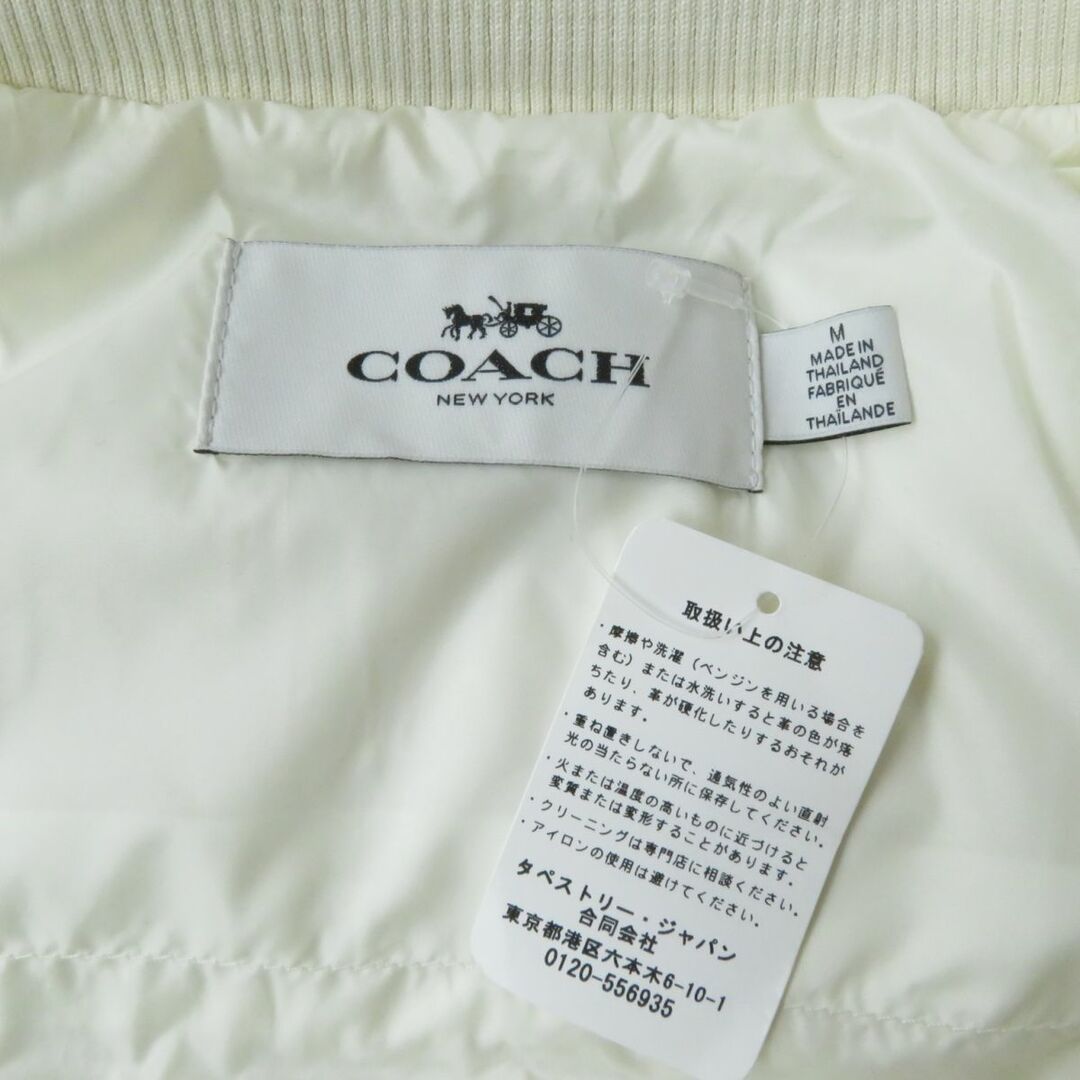 COACH
NEW YORK
M
MADE IN
THAILAND
FABRIQUÉ
EN
THAÏLANDE
取扱い上の注意
・摩擦や洗濯(ベンジンを用いる場合を
含む)または水洗いすると革の色が落
ちたり、革が硬化したりするおそれが
あります。
・重ね置きしないで、通気性のよい直射
光の当たらない所に保存してください。
・火または温度の高いものに近づけると
変質または変形することがあります。
・クリーニングは専門店に相談ください。
・アイロンの使用は避けてください。
タペストリー・ジャパン
合同会社
東京都港区六本木6-10-1
0120-556935